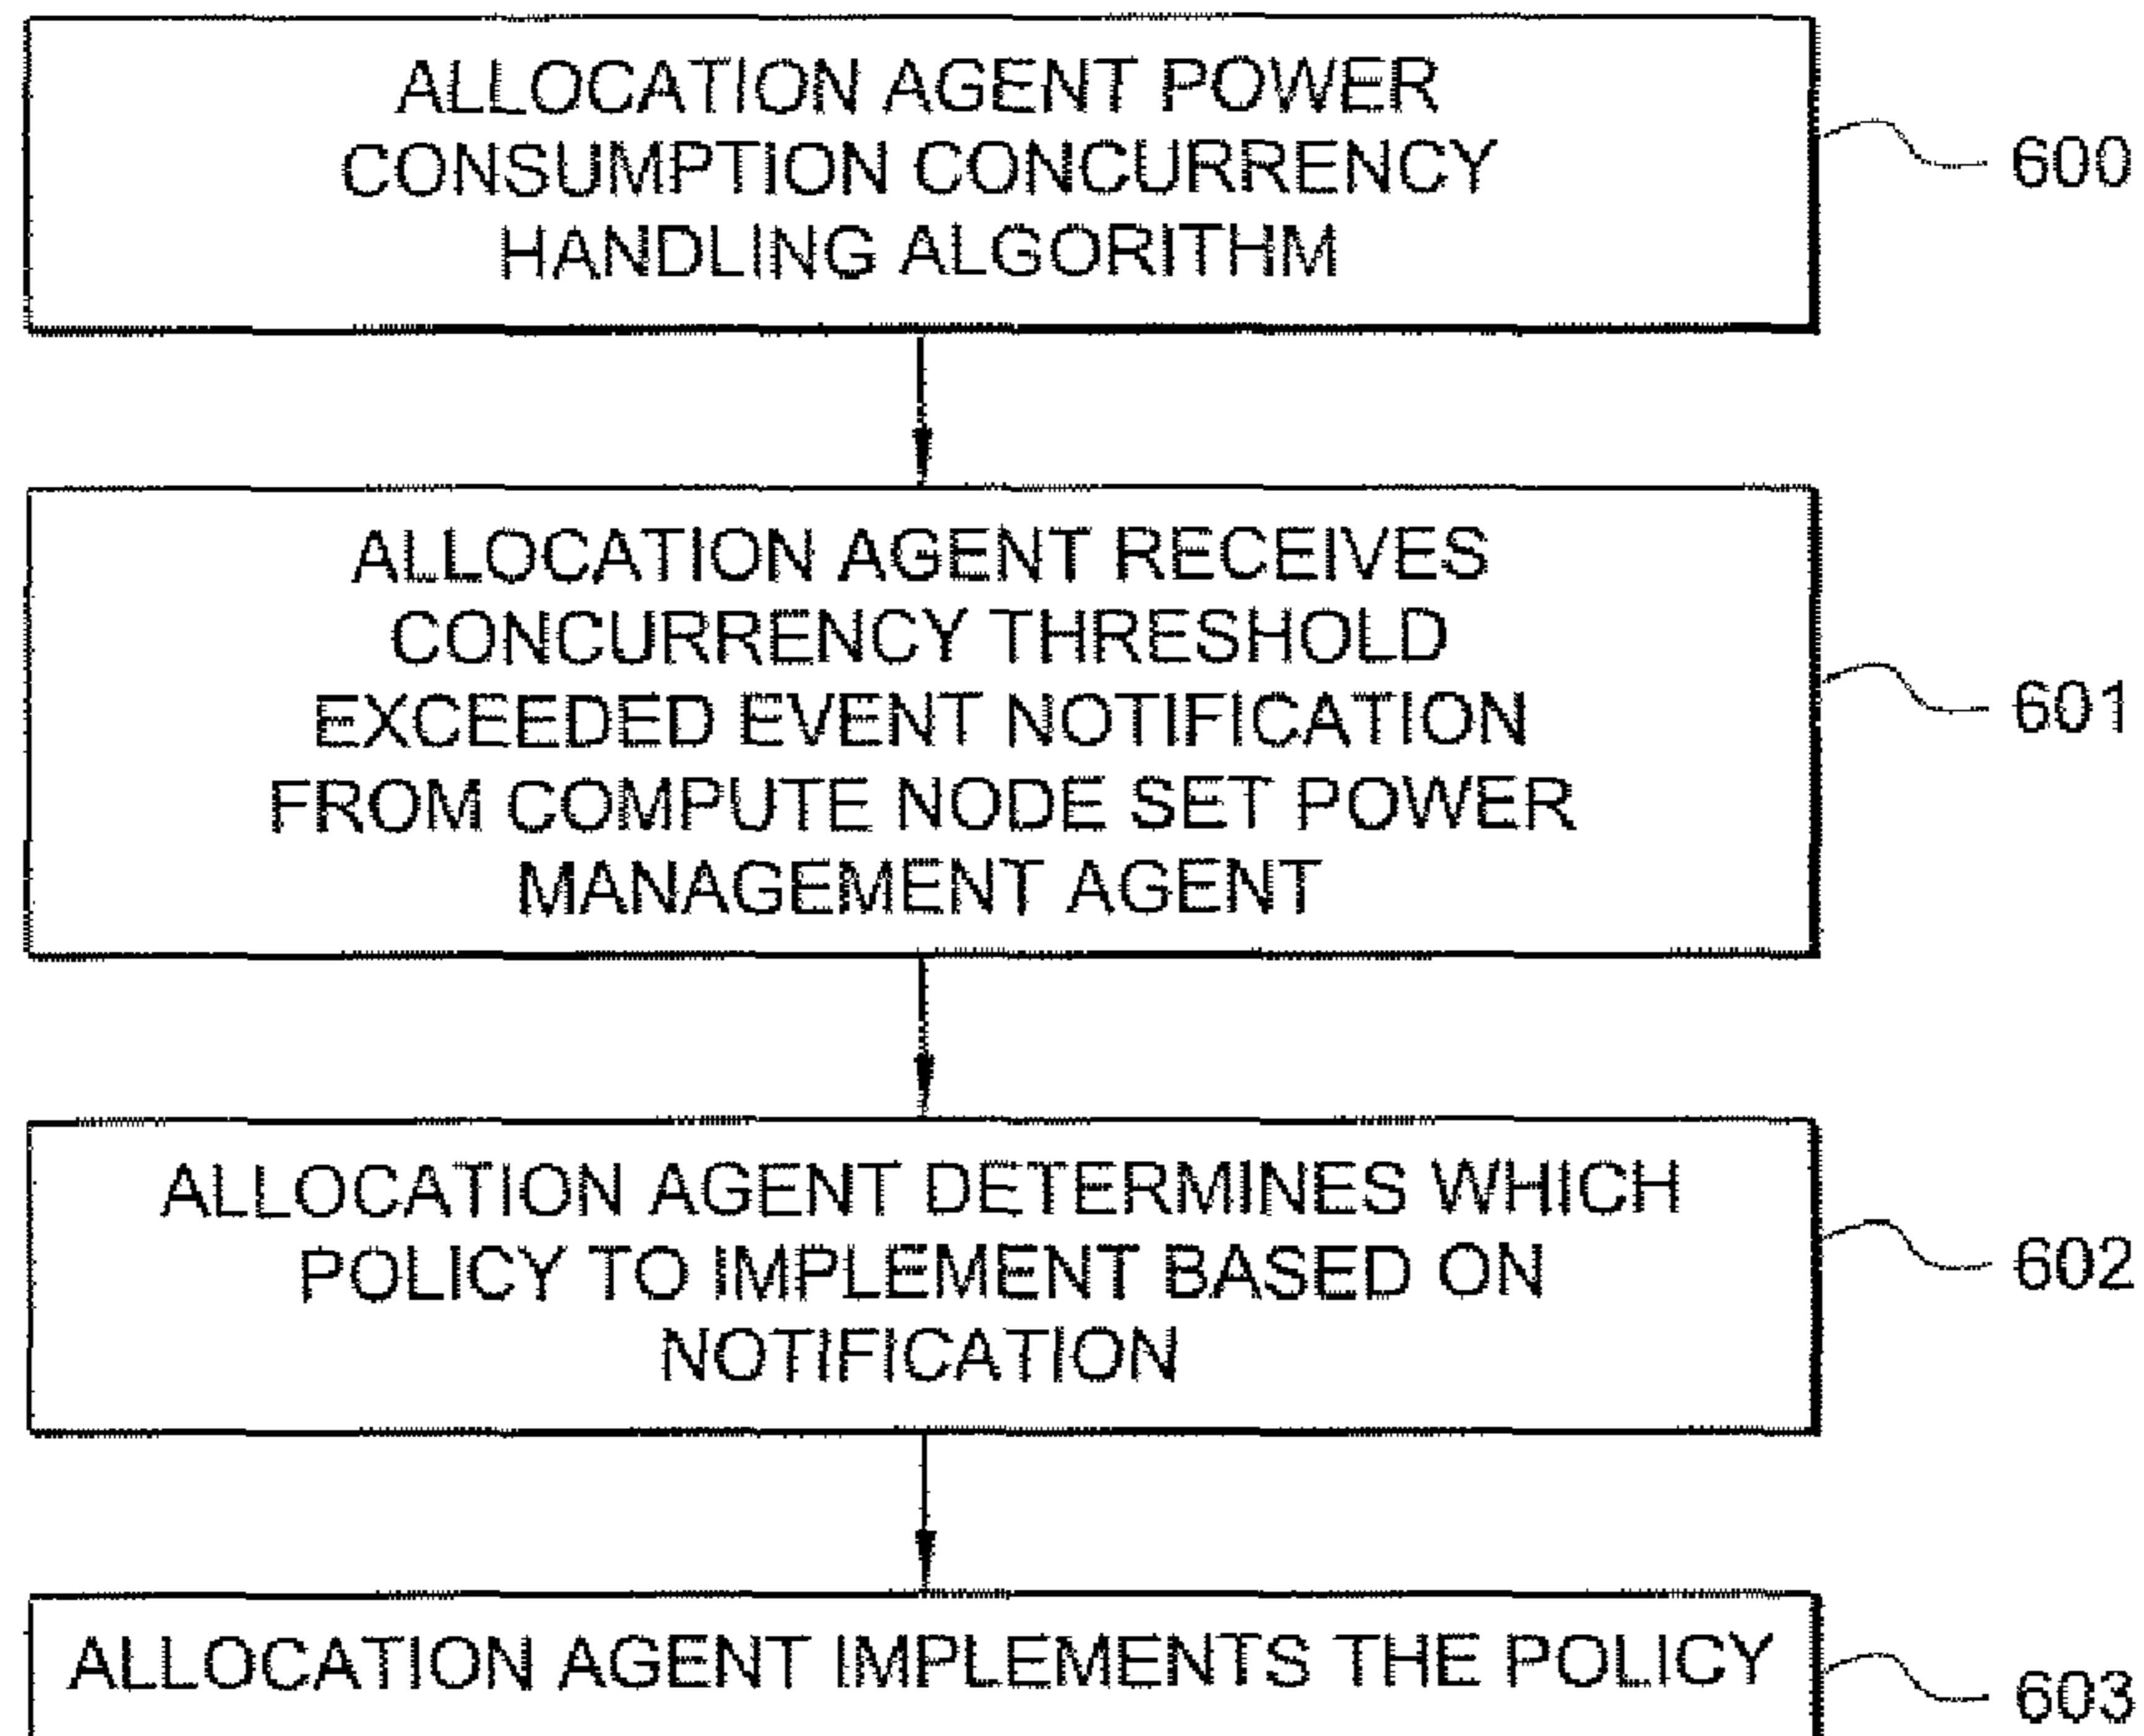 ALLOCATION AGENT POWER
CONSUMPTION CONCURRENCY
HANDLING ALGORITHM
600
ALLOCATION AGENT RECEIVES
CONCURRENCY THRESHOLD
EXCEEDED EVENT NOTIFICATION
FROM COMPUTE NODE SET POWER
MANAGEMENT AGENT
601
ALLOCATION AGENT DETERMINES WHICH
POLICY TO IMPLEMENT BASED ON
NOTIFICATION
602
ALLOCATION AGENT IMPLEMENTS THE POLICY
603